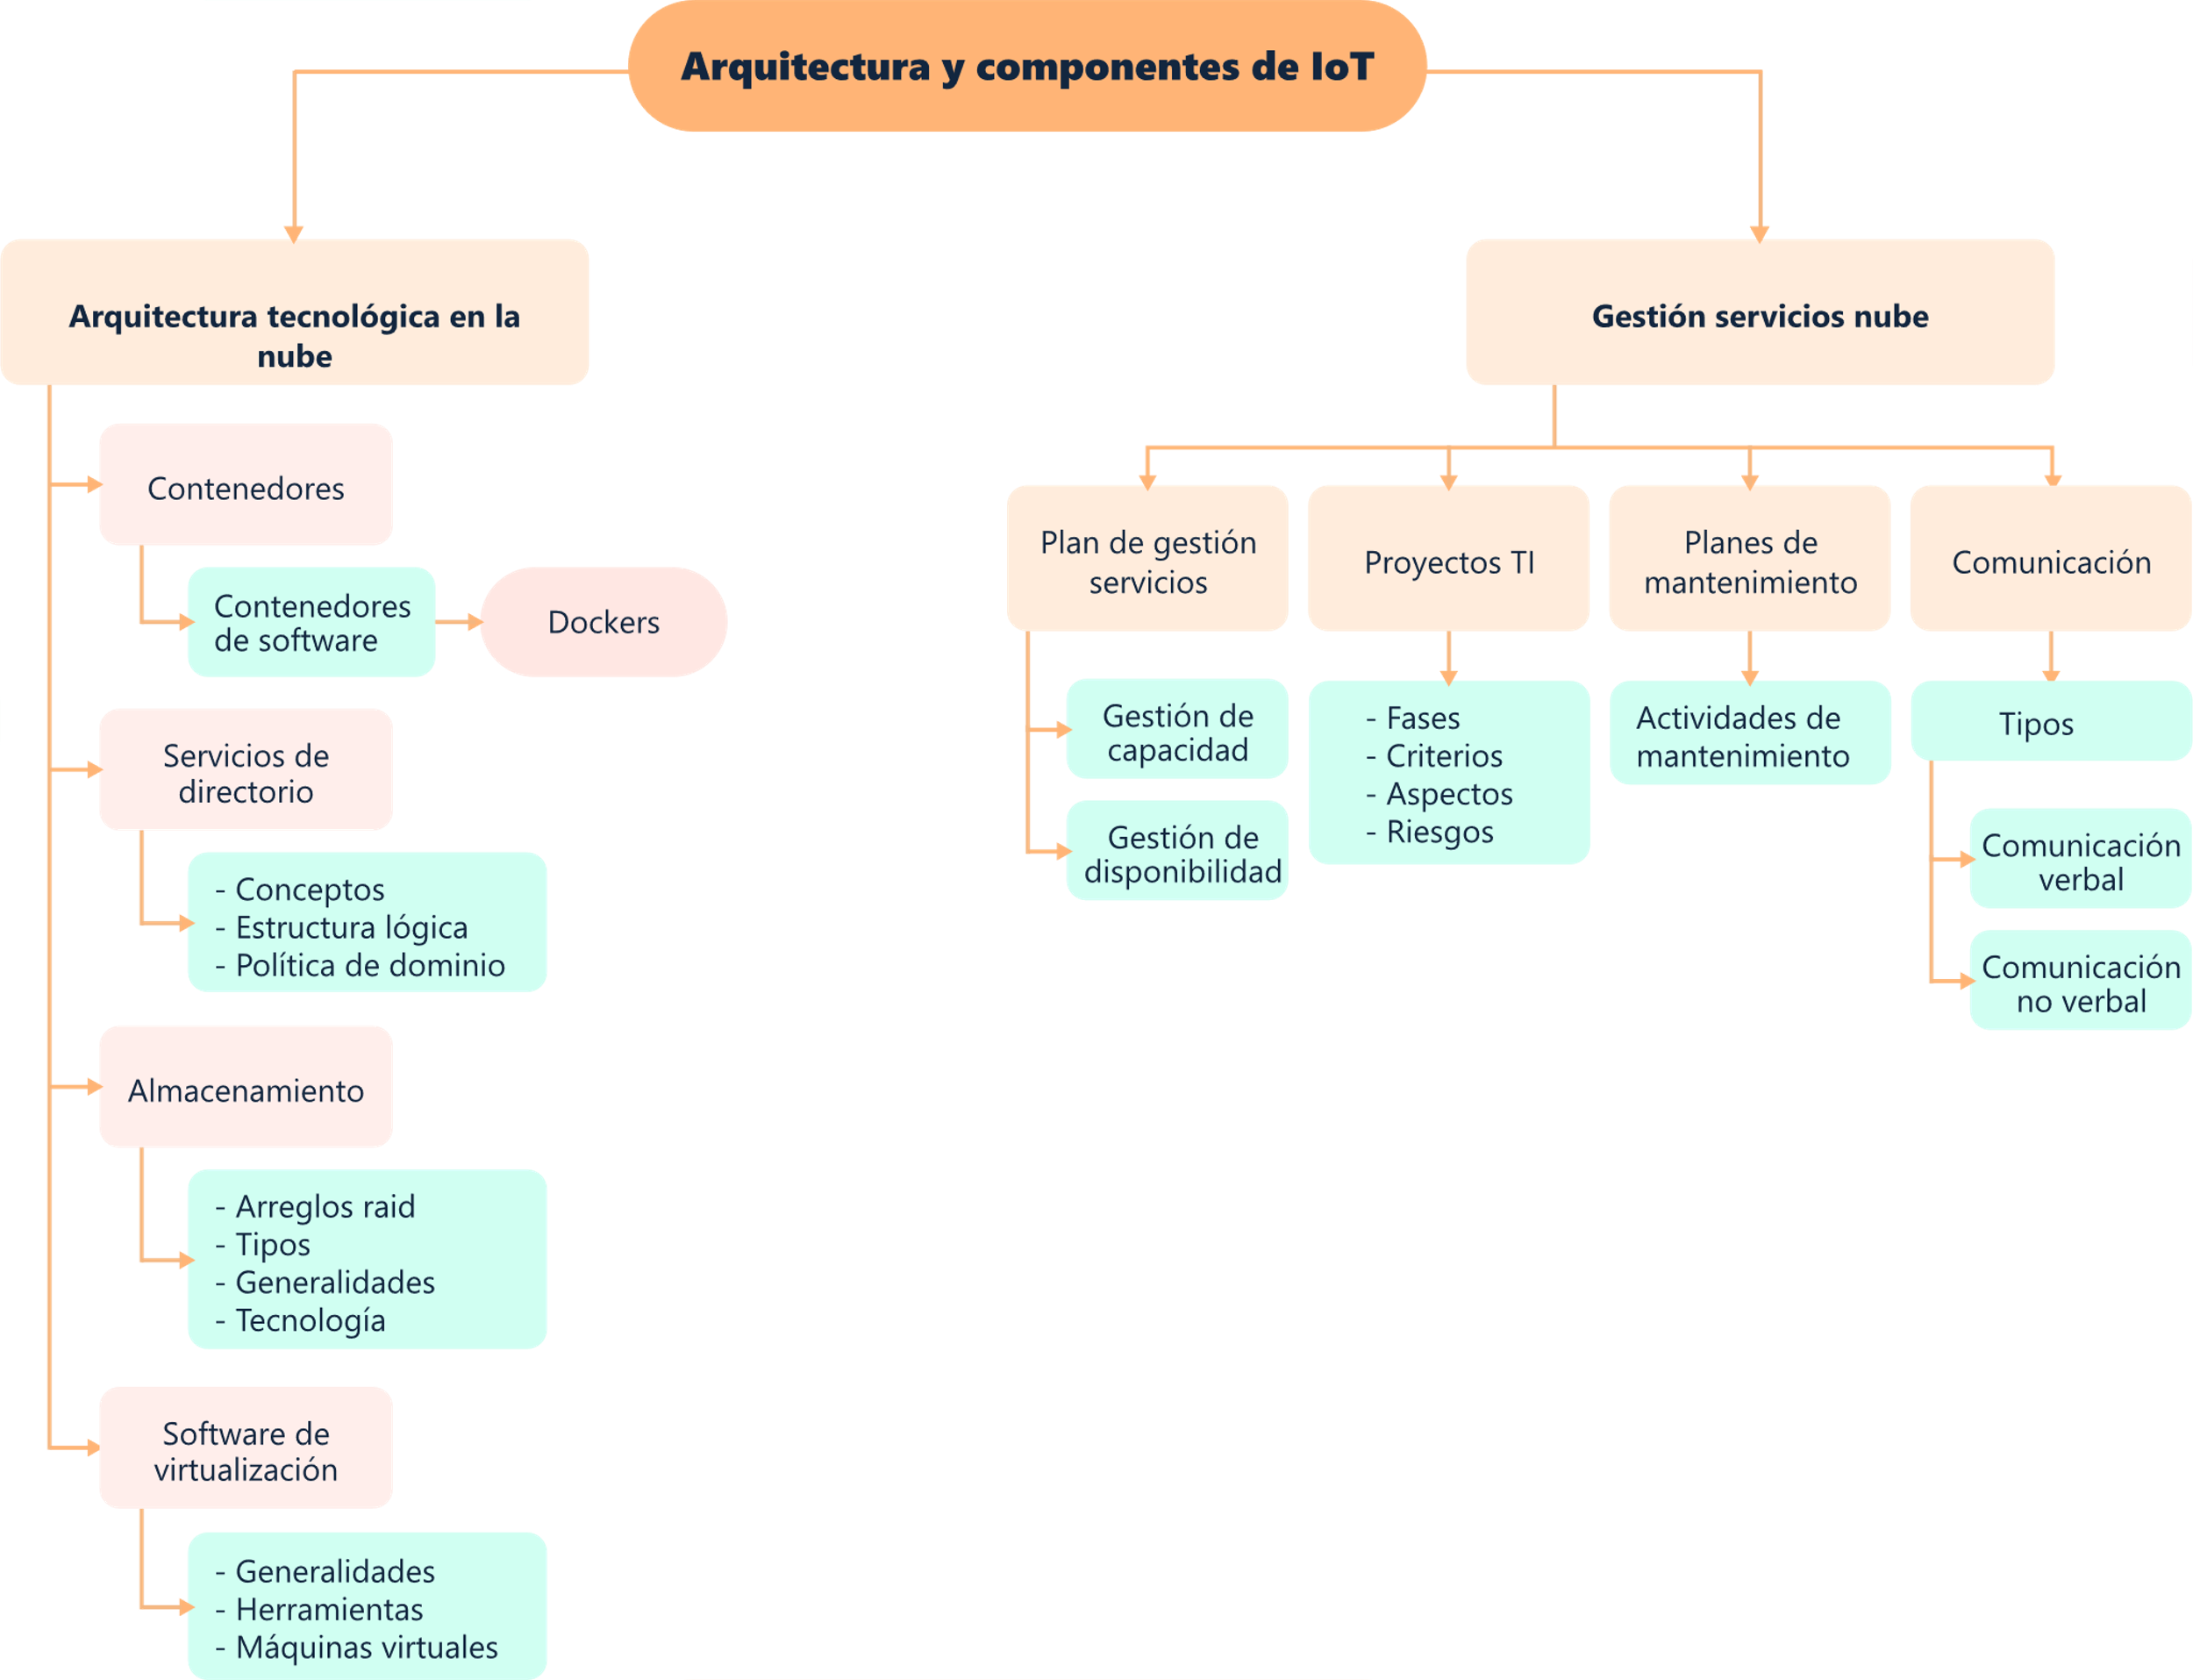 Arquitectura y componentes de IoT
Arquitectura tecnológica en la
nube
Contenedores
Contenedores
de software
Dockers
Servicios de
directorio
- Conceptos
- Estructura lógica
- Política de dominio
Almacenamiento
- Arreglos raid
- Tipos
- Generalidades
- Tecnología
Software de
virtualización
- Generalidades
- Herramientas
- Máquinas virtuales
Gestión servicios nube
Plan de gestión
servicios
Gestión de
capacidad
Gestión de
disponibilidad
Proyectos TI
- Fases
- Criterios
- Aspectos
- Riesgos
Planes de
mantenimiento
Actividades de
mantenimiento
Comunicación
Tipos
Comunicación
verbal
Comunicación
no verbal